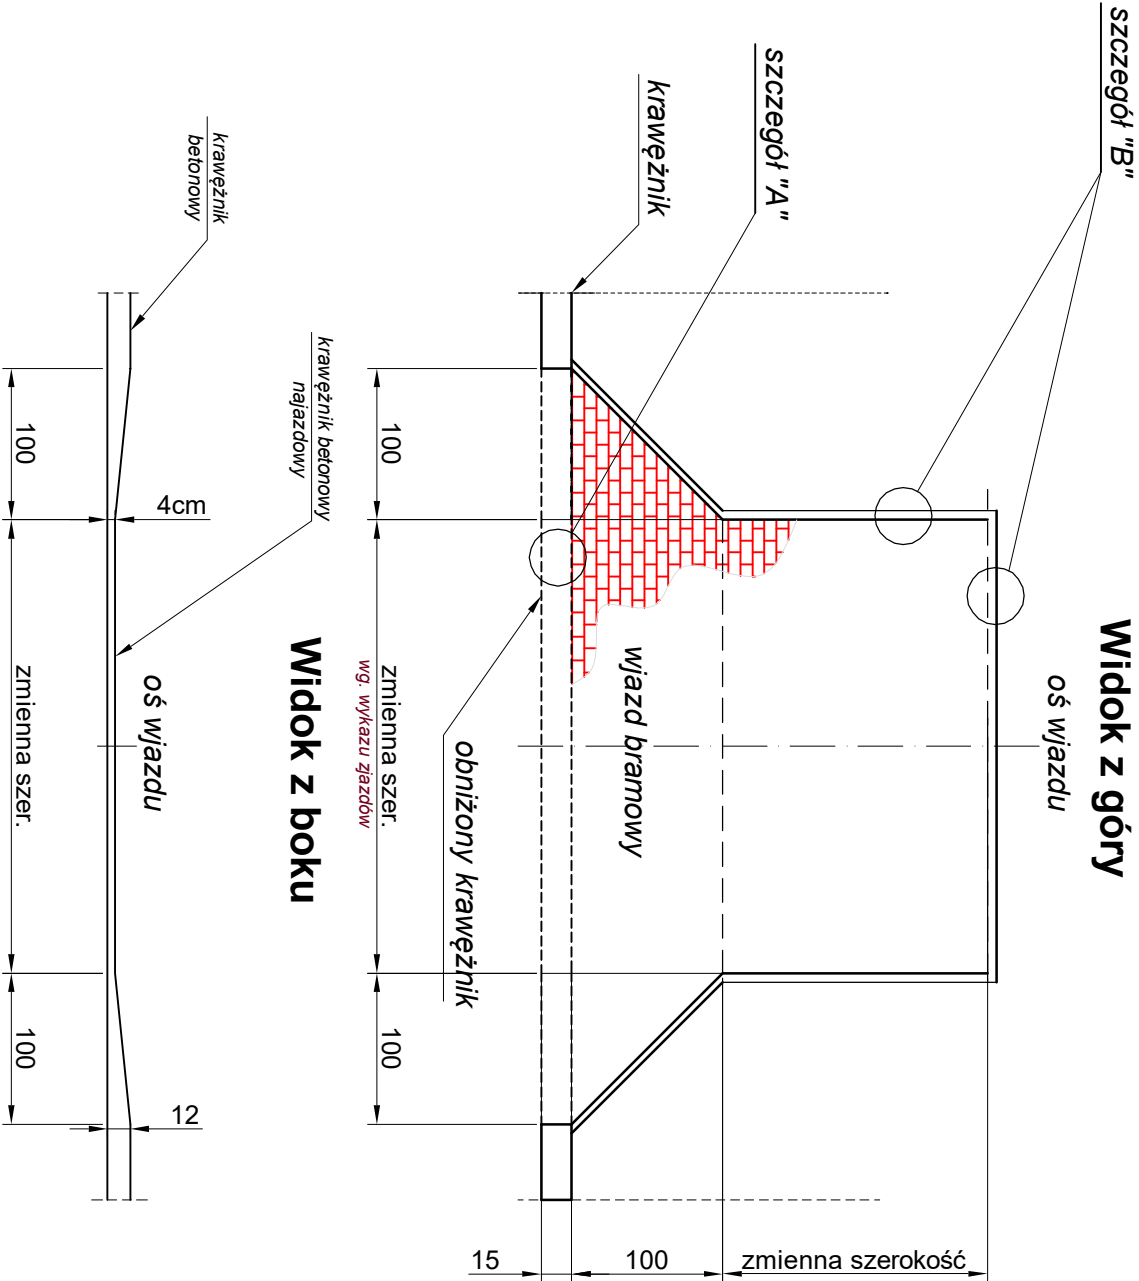 Widok z góry
szczegół "B"
oś wjazdu
szczegół "A"
krawężnik
wjazd bramowy
obniżony krawężnik
100
zmienna szer.
wg. wykazu zjazdów
100
15
100
zmienna szerokość
Widok z boku
krawężnik
betonowy
krawężnik betonowy
najazdowy
oś wjazdu
4cm
12
100
zmienna szer.
100